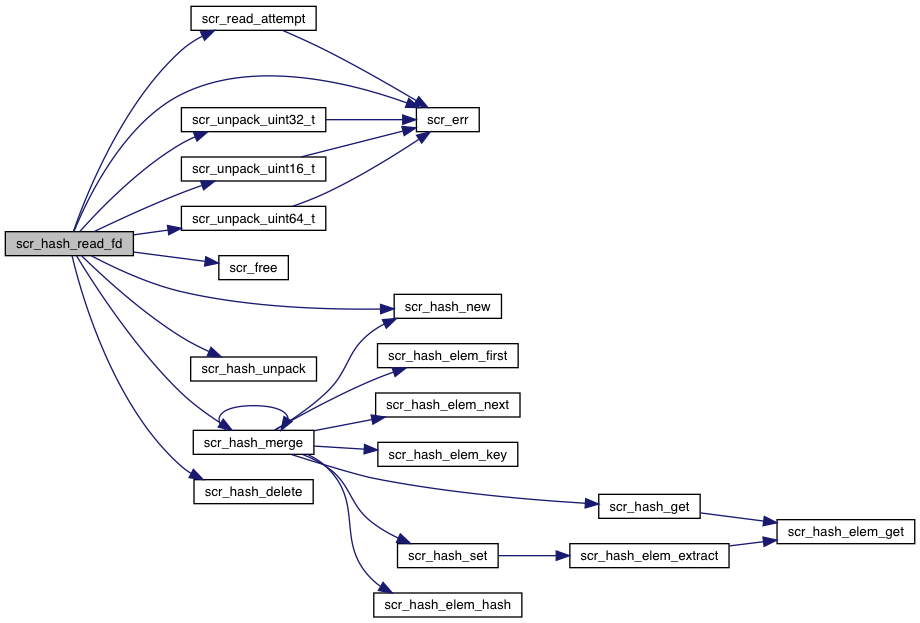 scr_read_attempt
scr_err
scr_unpack_uint32_t
scr_unpack_uint16_t
scr_unpack_uint64_t
scr_hash_read_fd
scr_free
scr_hash_new
scr_hash_elem_first
scr_hash_unpack
scr_hash_elem_next
scr_hash_merge
scr_hash_elem_key
scr_hash_delete
scr_hash_get
scr_hash_elem_get
scr_hash_set
scr_hash_elem_extract
scr_hash_elem_hash